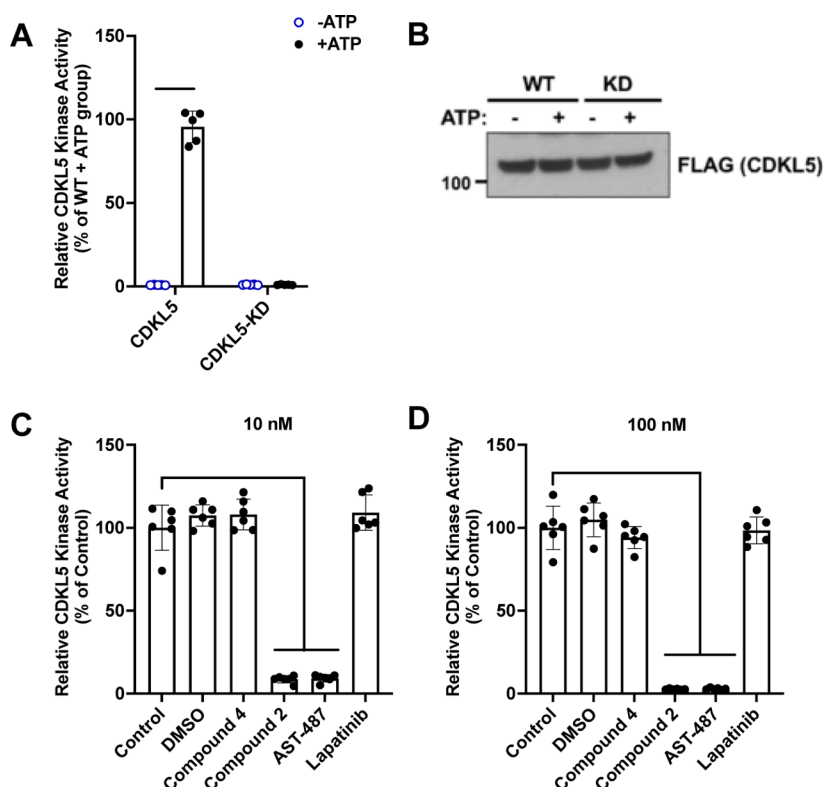 A
-ATP
+ATP
Relative CDKL5 Kinase Activity
(% of WT + ATP group)
150
100
50
0
CDKL5
CDKL5-KD
B
WT KD
ATP: - + - +
100
FLAG (CDKL5)
C
10 nM
Relative CDKL5 Kinase Activity
(% of Control)
150
100
50
0
Control
DMSO
Compound 4
Compound 2
AST-487
Lapatinib
D
100 nM
Relative CDKL5 Kinase Activity
(% of Control)
150
100
50
0
Control
DMSO
Compound 4
Compound 2
AST-487
Lapatinib